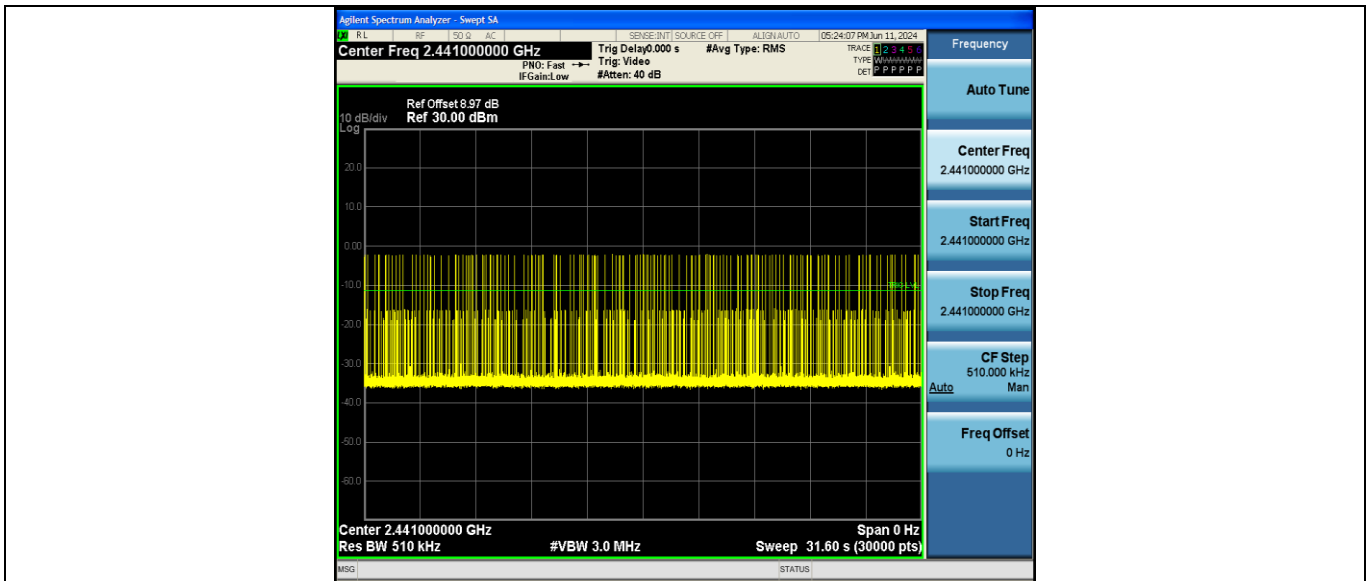 Agilent Spectrum Analyzer - Swept SA
RL RF 50 Ω AC SENSE:INT SOURCE OFF ALIGNAUTO 05:24:07 PM Jun 11, 2024
Center Freq 2.441000000 GHz
Trig Delay0.000 s #Avg Type: RMS
TRACE 1 2 3 4 5 6
PNO: Fast
Trig: Video
TYPE WWWWWW
IFGain:Low
#Atten: 40 dB
DET P P P P P P
Ref Offset 8.97 dB
10 dB/div Ref 30.00 dBm
Log
20.0
10.0
0.00
-10.0
TRIG LVL
-20.0
-30.0
-40.0
-50.0
-60.0
Center 2.441000000 GHz Span 0 Hz
Res BW 510 kHz #VBW 3.0 MHz Sweep 31.60 s (30000 pts)
MSG STATUS
Frequency
Auto Tune
Center Freq
2.441000000 GHz
Start Freq
2.441000000 GHz
Stop Freq
2.441000000 GHz
CF Step
510.000 kHz
Auto Man
Freq Offset
0 Hz